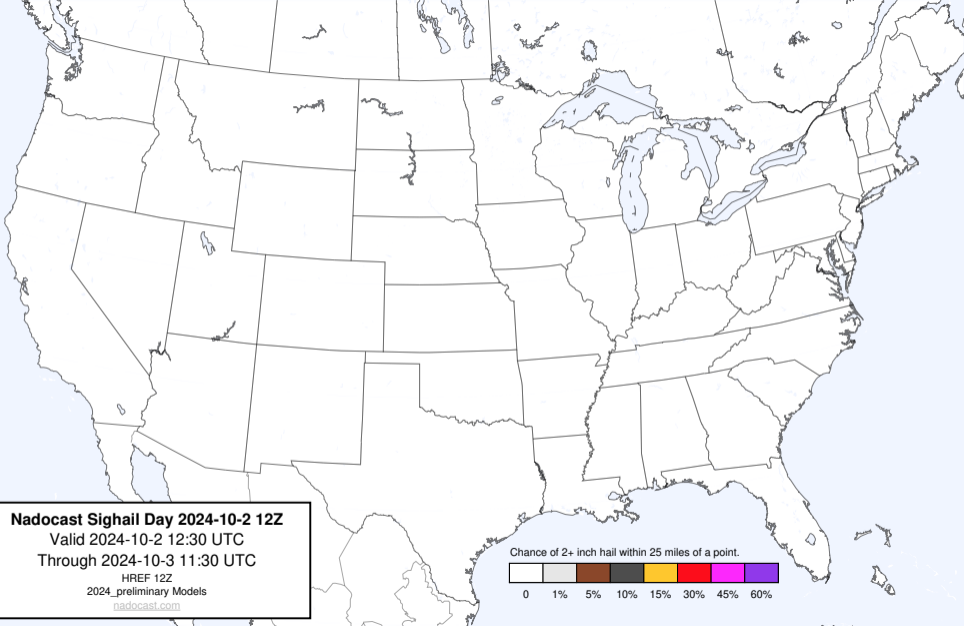 Nadocast Sighail Day 2024-10-2 12Z
Valid 2024-10-2 12:30 UTC
Through 2024-10-3 11:30 UTC
HREF 12Z
2024_preliminary Models
nadocast.com
Chance of 2+ inch hail within 25 miles of a point.
0 1% 5% 10% 15% 30% 45% 60%